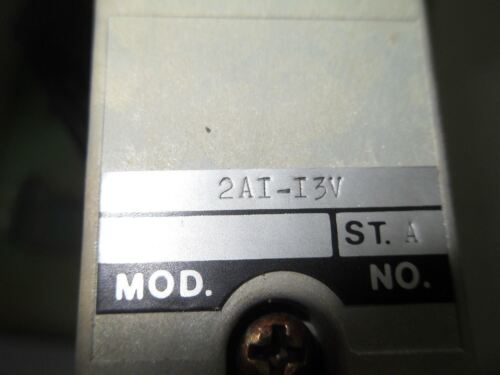 2AI-I3V
ST. A
MOD. NO.